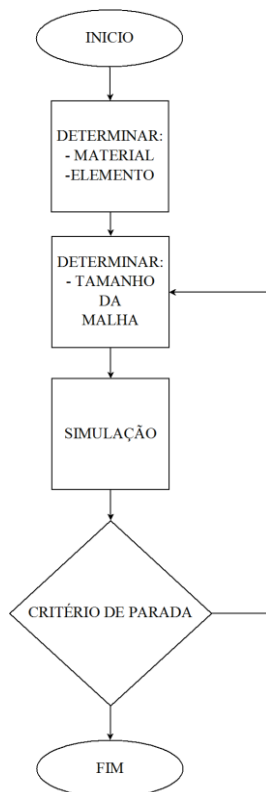 INICIO
DETERMINAR:
- MATERIAL
-ELEMENTO
DETERMINAR:
- TAMANHO
DA
MALHA
SIMULAÇÃO
CRITÉRIO DE PARADA
FIM